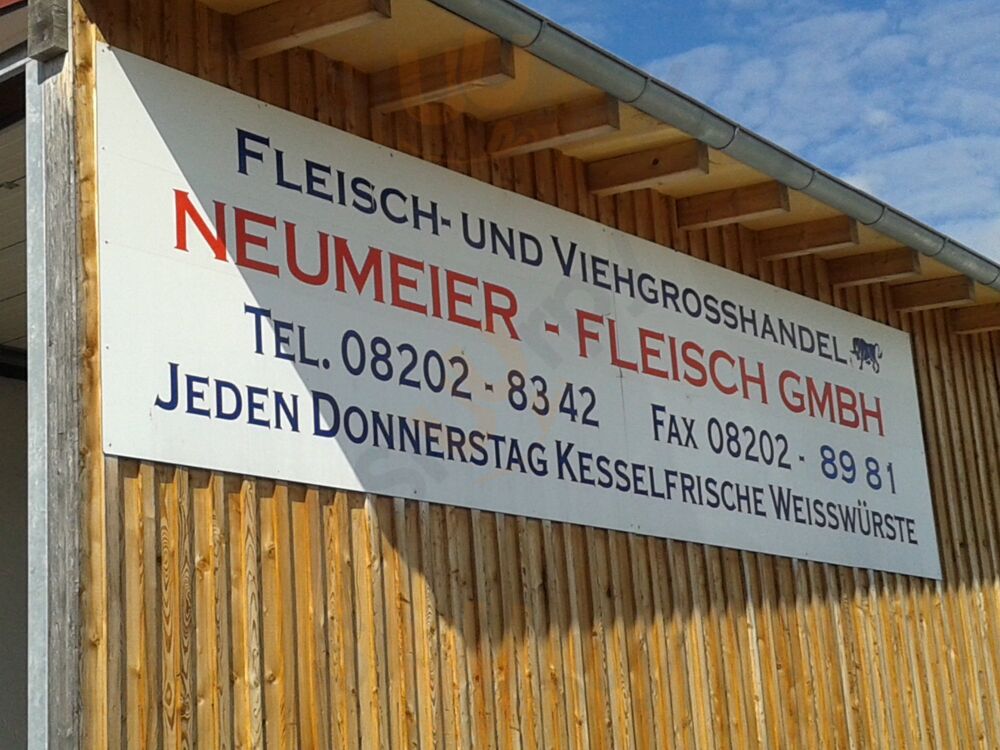 FLEISCH- UND VIEHGROSSHANDEL
NEUMEIER - FLEISCH GMBH
TEL. 08202 - 83 42 FAX 08202 - 89 81
JEDEN DONNERSTAG KESSELFRISCHE WEISSWÜRSTE